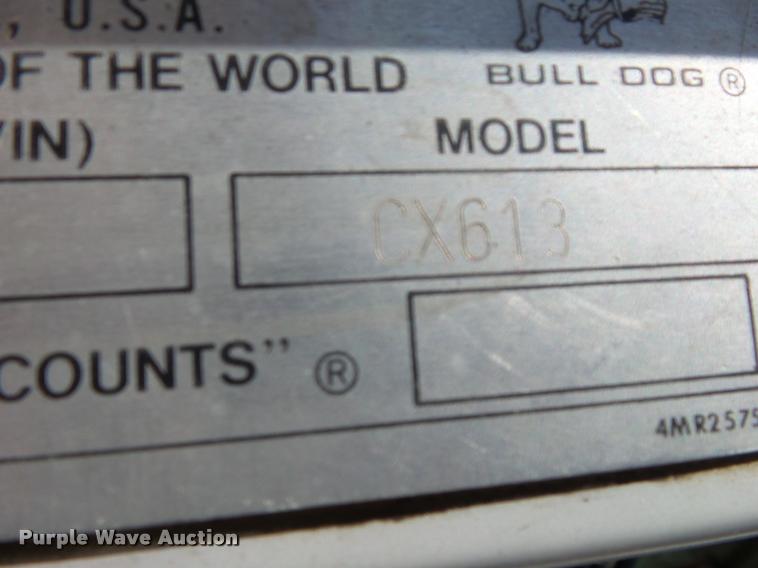 , U.S.A.
OF THE WORLD BULL DOG ®
VIN) MODEL
CX613
COUNTS" ®
4MR2575
Purple Wave Auction